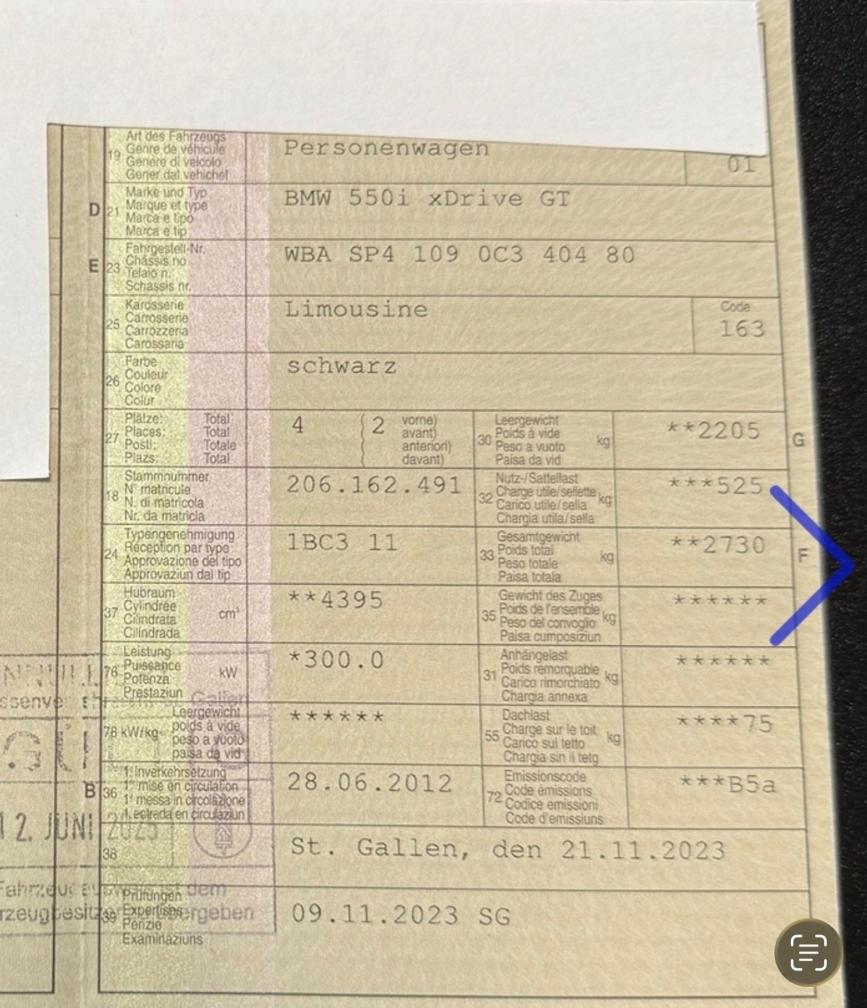 19 Art des Fahrzeugs
Genre de véhicule
Genere di veicolo
Gener dal vehichel
Personenwagen
01
D 21 Marke und Typ
Marque et type
Marca e tipo
Marca e tip
BMW 550i xDrive GT
E 23 Fahrgestell-Nr.
Châssis no
Telaio n.
Schassis nr.
WBA SP4 109 0C3 404 80
25 Karosserie
Carrosserie
Carrozzeria
Carossaria
Limousine
Code
163
26 Farbe
Couleur
Colore
Colur
schwarz
27 Plätze: Total
Places: Total
Posti: Totale
Plazs: Total
4 ( 2 vorne)
( avant)
( anteriori)
( davant)
30 Leergewicht
Poids à vide
Peso a vuoto
Paisa da vid
kg
**2205
G
18 Stammnummer
N° matricule
N. di matricola
Nr. da matricla
206.162.491
32 Nutz-/Sattellast
Charge utile/sellette
Carico utile/sella
Chargia utila/sella
kg
***525
24 Typengenehmigung
Réception par type
Approvazione del tipo
Approvaziun dal tip
1BC3 11
33 Gesamtgewicht
Poids total
Peso totale
Paisa totala
kg
**2730
F
37 Hubraum
Cylindrée
Cilindrata
Cilindrada
cm³
**4395
35 Gewicht des Zuges
Poids de l'ensemble
Peso del convoglio
Paisa cumposiziun
kg
******
76 Leistung
Puissance
Potenza
Prestaziun
kW
*300.0
31 Anhängelast
Poids remorquable
Carico rimorchiato
Chargia annexa
kg
******
78 kW/kg Leergewicht
poids à vide
peso a vuoto
paisa da vid
******
55 Dachlast
Charge sur le toit
Carico sul tetto
Chargia sin il tetg
kg
****75
B 36 1. Inverkehrsetzung
1re mise en circulation
1a messa in circolazione
1. entrada en circulaziun
28.06.2012
72 Emissionscode
Code émissions
Codice emissioni
Code d'emissiuns
***B5a
12. JUNI 2025
38
St. Gallen, den 21.11.2023
39 Prüfungen
Expertises
Perizie
Examinaziuns
09.11.2023 SG